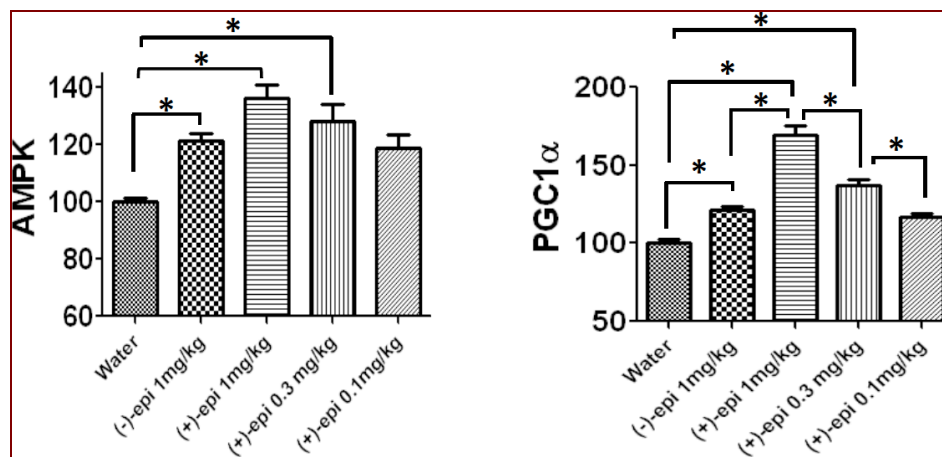 *
*
*
140
120
100
80
60
AMPK
Water
(-)-epi 1mg/kg
(+)-epi 1mg/kg
(+)-epi 0.3 mg/kg
(+)-epi 0.1mg/kg
*
*
*
*
*
*
200
150
100
50
PGC1α
Water
(-)-epi 1mg/kg
(+)-epi 1mg/kg
(+)-epi 0.3 mg/kg
(+)-epi 0.1mg/kg